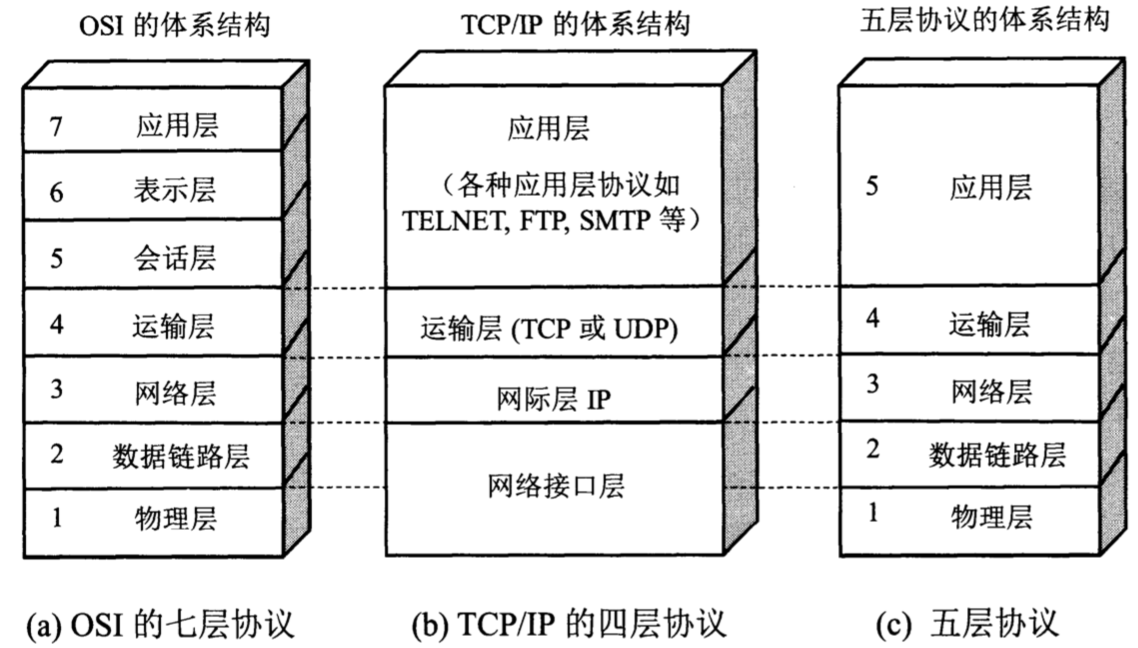 OSI 的体系结构
7 应用层
6 表示层
5 会话层
4 运输层
3 网络层
2 数据链路层
1 物理层
(a) OSI 的七层协议
TCP/IP 的体系结构
应用层
（各种应用层协议如
TELNET, FTP, SMTP 等）
运输层 (TCP 或 UDP)
网际层 IP
网络接口层
(b) TCP/IP 的四层协议
五层协议的体系结构
5 应用层
4 运输层
3 网络层
2 数据链路层
1 物理层
(c) 五层协议